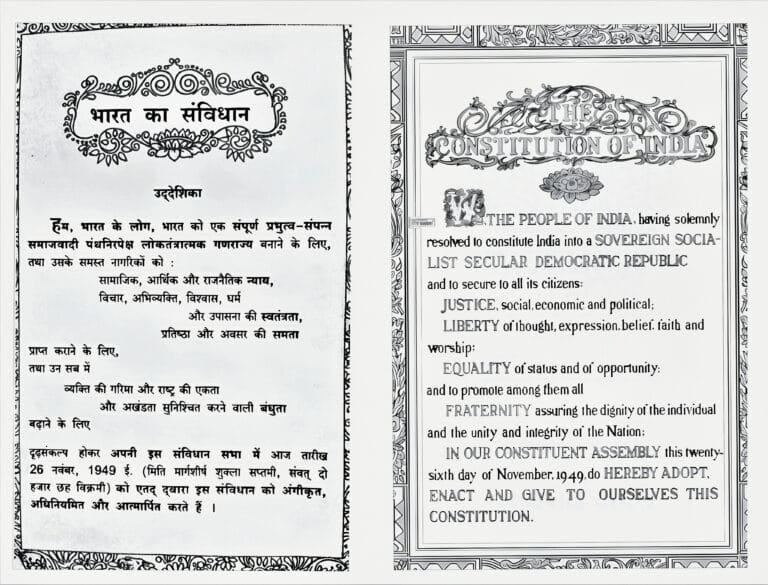 भारत का संविधान
उद्देशिका
हम, भारत के लोग, भारत को एक संपूर्ण प्रभुत्व-संपन्न
समाजवादी पंथनिरपेक्ष लोकतंत्रात्मक गणराज्य बनाने के लिए,
तथा उसके समस्त नागरिकों को :
सामाजिक, आर्थिक और राजनैतिक न्याय,
विचार, अभिव्यक्ति, विश्वास, धर्म
और उपासना की स्वतंत्रता,
प्रतिष्ठा और अवसर की समता
प्राप्त कराने के लिए,
तथा उन सब में
व्यक्ति की गरिमा और राष्ट्र की एकता
और अखंडता सुनिश्चित करने वाली बंधुता
बढ़ाने के लिए
दृढ़संकल्प होकर अपनी इस संविधान सभा में आज तारीख
26 नवंबर, 1949 ई. (मिति मार्गशीर्ष शुक्ला सप्तमी, संवत् दो
हजार छह विक्रमी) को एतद् द्वारा इस संविधान को अंगीकृत,
अधिनियमित और आत्मार्पित करते हैं ।
THE
CONSTITUTION OF INDIA
WE, THE PEOPLE OF INDIA, having solemnly
resolved to constitute India into a SOVEREIGN SOCIA-
LIST SECULAR DEMOCRATIC REPUBLIC
and to secure to all its citizens:
JUSTICE, social, economic and political;
LIBERTY of thought, expression, belief, faith and
worship;
EQUALITY of status and of opportunity;
and to promote among them all
FRATERNITY assuring the dignity of the individual
and the unity and integrity of the Nation;
IN OUR CONSTITUENT ASSEMBLY this twenty-
sixth day of November, 1949, do HEREBY ADOPT,
ENACT AND GIVE TO OURSELVES THIS
CONSTITUTION.